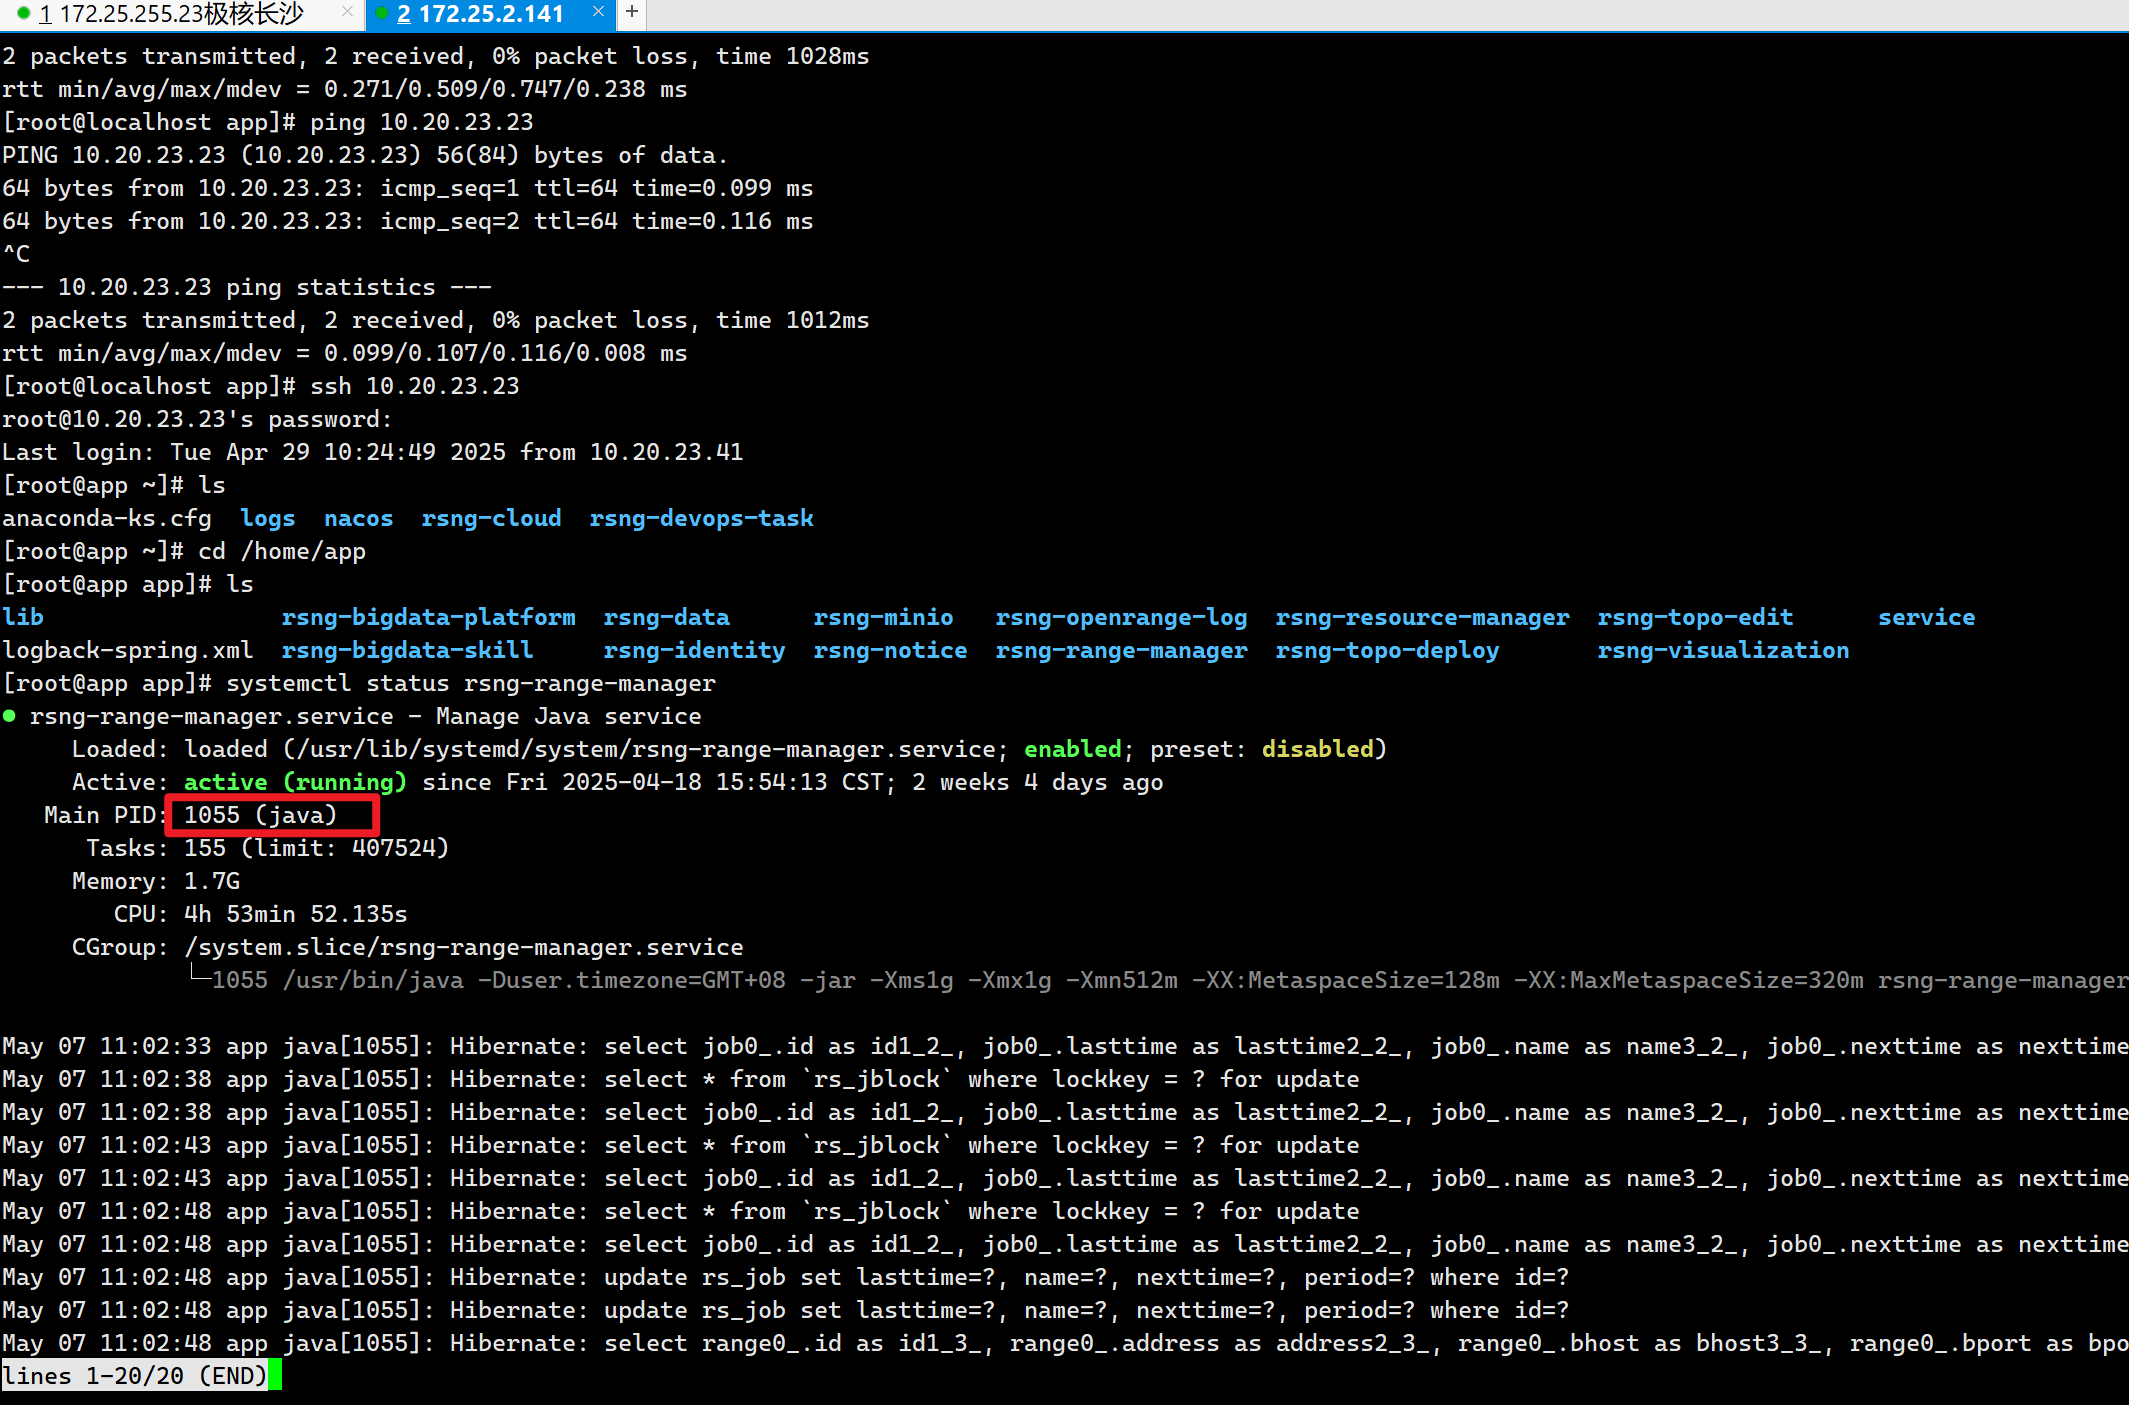 1 172.25.255.23极核长沙 × 2 172.25.2.141 × +
2 packets transmitted, 2 received, 0% packet loss, time 1028ms
rtt min/avg/max/mdev = 0.271/0.509/0.747/0.238 ms
[root@localhost app]# ping 10.20.23.23
PING 10.20.23.23 (10.20.23.23) 56(84) bytes of data.
64 bytes from 10.20.23.23: icmp_seq=1 ttl=64 time=0.099 ms
64 bytes from 10.20.23.23: icmp_seq=2 ttl=64 time=0.116 ms
^C
--- 10.20.23.23 ping statistics ---
2 packets transmitted, 2 received, 0% packet loss, time 1012ms
rtt min/avg/max/mdev = 0.099/0.107/0.116/0.008 ms
[root@localhost app]# ssh 10.20.23.23
root@10.20.23.23's password:
Last login: Tue Apr 29 10:24:49 2025 from 10.20.23.41
[root@app ~]# ls
anaconda-ks.cfg  logs  nacos  rsng-cloud  rsng-devops-task
[root@app ~]# cd /home/app
[root@app app]# ls
lib                 rsng-bigdata-platform  rsng-data      rsng-minio   rsng-openrange-log  rsng-resource-manager  rsng-topo-edit      service
logback-spring.xml  rsng-bigdata-skill     rsng-identity  rsng-notice  rsng-range-manager  rsng-topo-deploy       rsng-visualization
[root@app app]# systemctl status rsng-range-manager
● rsng-range-manager.service - Manage Java service
     Loaded: loaded (/usr/lib/systemd/system/rsng-range-manager.service; enabled; preset: disabled)
     Active: active (running) since Fri 2025-04-18 15:54:13 CST; 2 weeks 4 days ago
   Main PID: 1055 (java)
      Tasks: 155 (limit: 407524)
     Memory: 1.7G
        CPU: 4h 53min 52.135s
     CGroup: /system.slice/rsng-range-manager.service
             └─1055 /usr/bin/java -Duser.timezone=GMT+08 -jar -Xms1g -Xmx1g -Xmn512m -XX:MetaspaceSize=128m -XX:MaxMetaspaceSize=320m rsng-range-manager
May 07 11:02:33 app java[1055]: Hibernate: select job0_.id as id1_2_, job0_.lasttime as lasttime2_2_, job0_.name as name3_2_, job0_.nexttime as nexttime
May 07 11:02:38 app java[1055]: Hibernate: select * from `rs_jblock` where lockkey = ? for update
May 07 11:02:38 app java[1055]: Hibernate: select job0_.id as id1_2_, job0_.lasttime as lasttime2_2_, job0_.name as name3_2_, job0_.nexttime as nexttime
May 07 11:02:43 app java[1055]: Hibernate: select * from `rs_jblock` where lockkey = ? for update
May 07 11:02:43 app java[1055]: Hibernate: select job0_.id as id1_2_, job0_.lasttime as lasttime2_2_, job0_.name as name3_2_, job0_.nexttime as nexttime
May 07 11:02:48 app java[1055]: Hibernate: select * from `rs_jblock` where lockkey = ? for update
May 07 11:02:48 app java[1055]: Hibernate: select job0_.id as id1_2_, job0_.lasttime as lasttime2_2_, job0_.name as name3_2_, job0_.nexttime as nexttime
May 07 11:02:48 app java[1055]: Hibernate: update rs_job set lasttime=?, name=?, nexttime=?, period=? where id=?
May 07 11:02:48 app java[1055]: Hibernate: update rs_job set lasttime=?, name=?, nexttime=?, period=? where id=?
May 07 11:02:48 app java[1055]: Hibernate: select range0_.id as id1_3_, range0_.address as address2_3_, range0_.bhost as bhost3_3_, range0_.bport as bpo
lines 1-20/20 (END)